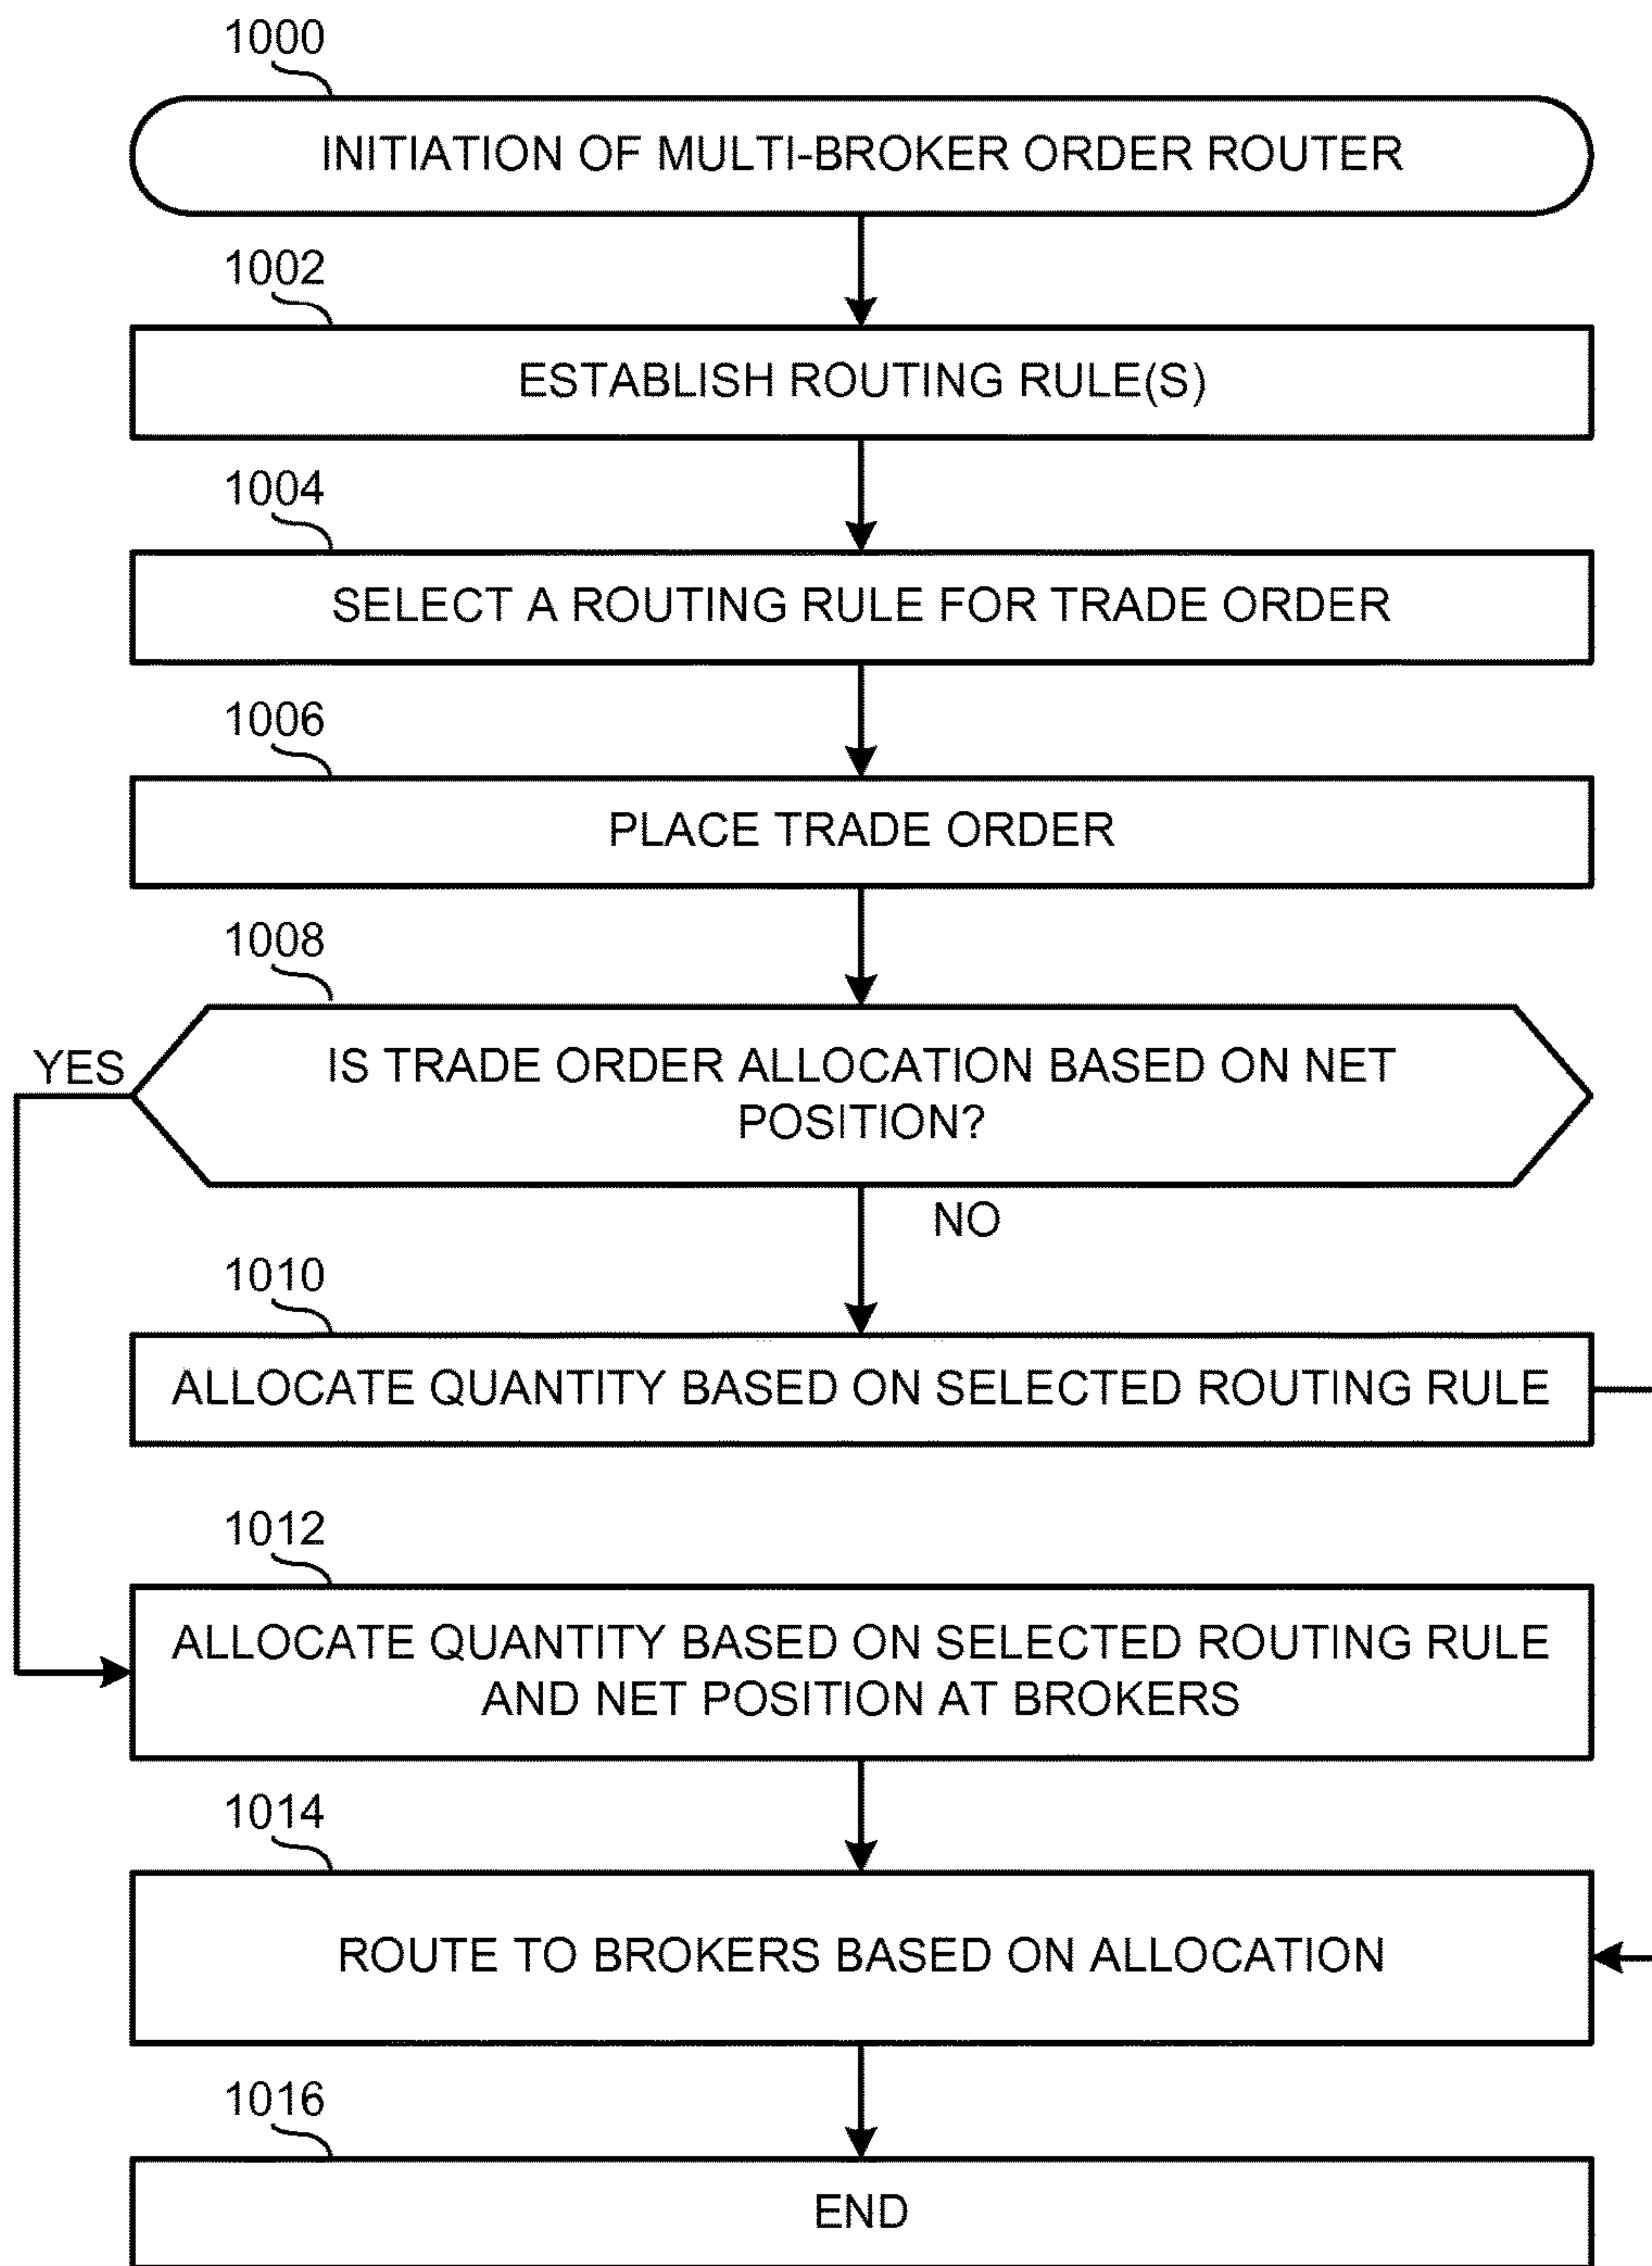 1000
INITIATION OF MULTI-BROKER ORDER ROUTER
1002
ESTABLISH ROUTING RULE(S)
1004
SELECT A ROUTING RULE FOR TRADE ORDER
1006
PLACE TRADE ORDER
1008
YES
IS TRADE ORDER ALLOCATION BASED ON NET
POSITION?
NO
1010
ALLOCATE QUANTITY BASED ON SELECTED ROUTING RULE
1012
ALLOCATE QUANTITY BASED ON SELECTED ROUTING RULE
AND NET POSITION AT BROKERS
1014
ROUTE TO BROKERS BASED ON ALLOCATION
1016
END